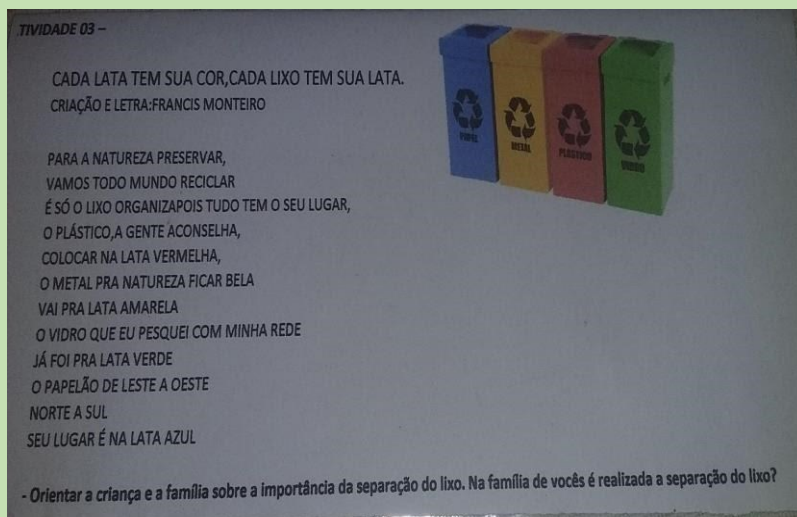 TIVIDADE 03 –
CADA LATA TEM SUA COR,CADA LIXO TEM SUA LATA.
CRIAÇÃO E LETRA:FRANCIS MONTEIRO
PAPEL
METAL
PLÁSTICO
VIDRO
PARA A NATUREZA PRESERVAR,
VAMOS TODO MUNDO RECICLAR
É SÓ O LIXO ORGANIZAPOIS TUDO TEM O SEU LUGAR,
O PLÁSTICO,A GENTE ACONSELHA,
COLOCAR NA LATA VERMELHA,
O METAL PRA NATUREZA FICAR BELA
VAI PRA LATA AMARELA
O VIDRO QUE EU PESQUEI COM MINHA REDE
JÁ FOI PRA LATA VERDE
O PAPELÃO DE LESTE A OESTE
NORTE A SUL
SEU LUGAR É NA LATA AZUL
- Orientar a criança e a família sobre a importância da separação do lixo. Na família de vocês é realizada a separação do lixo?